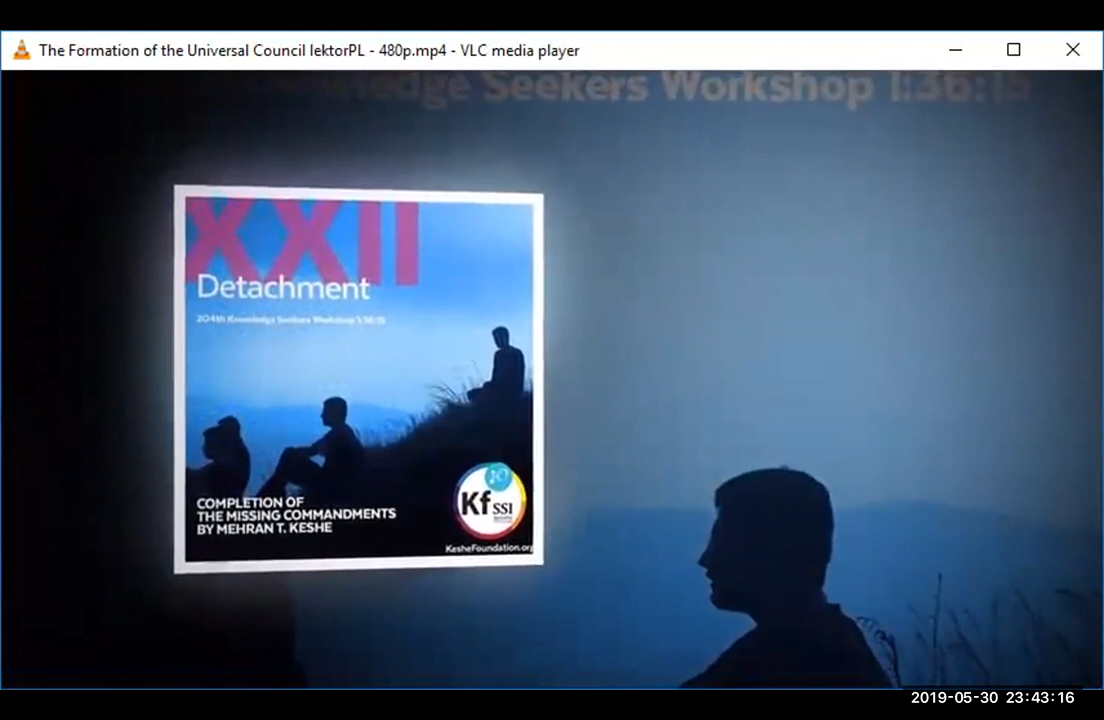 The Formation of the Universal Council lektorPL - 480p.mp4 - VLC media player
Seekers Workshop 1:36:15
XXII
Detachment
204th Knowledge Seekers Workshop 1:36:15
COMPLETION OF
THE MISSING COMMANDMENTS
BY MEHRAN T. KESHE
Kf SSI
KesheFoundation.org
2019-05-30 23:43:16